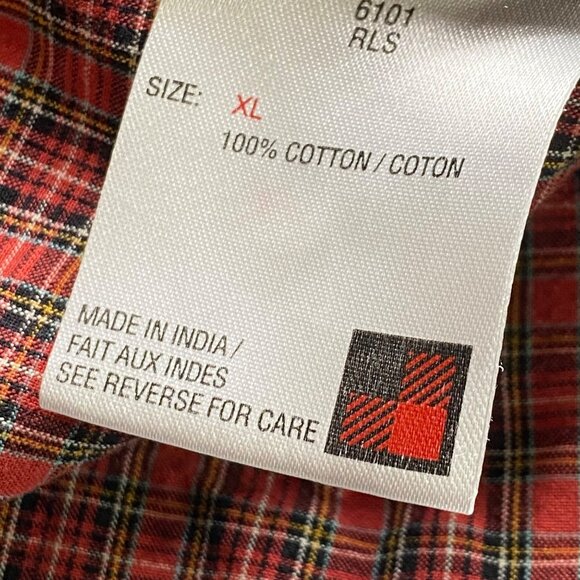 6101
RLS
SIZE: XL
100% COTTON / COTON
MADE IN INDIA /
FAIT AUX INDES
SEE REVERSE FOR CARE